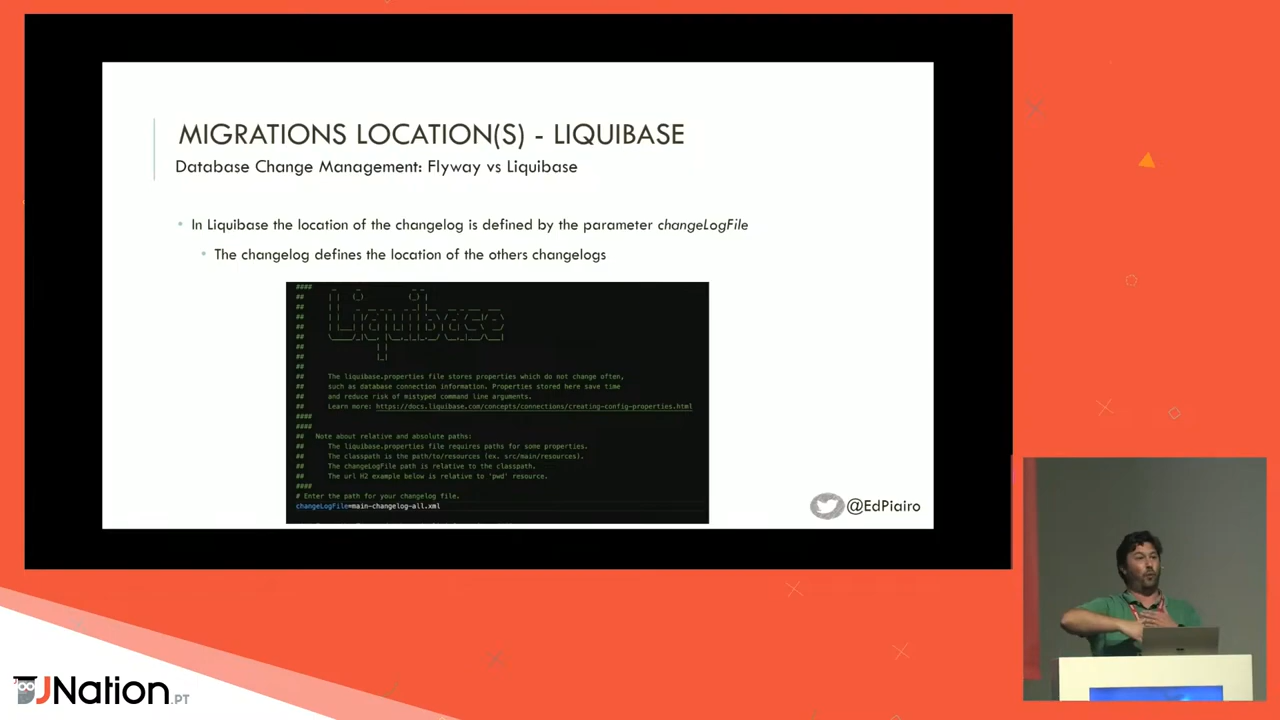 MIGRATIONS LOCATION(S) - LIQUIBASE
Database Change Management: Flyway vs Liquibase
In Liquibase the location of the changelog is defined by the parameter changeLogFile
The changelog defines the location of the others changelogs
####
##
##
##
##
##
##
##
##
## The liquibase.properties file stores properties which do not change often,
## such as database connection information. Properties stored here save time
## and reduce risk of mistyped command line arguments.
## Learn more: https://docs.liquibase.com/concepts/connections/creating-config-properties.html
####
####
## Note about relative and absolute paths:
## The liquibase.properties file requires paths for some properties.
## The classpath is the path/to/resources (ex. src/main/resources).
## The changeLogFile path is relative to the classpath.
## The url H2 example below is relative to 'pwd' resource.
####
# Enter the path for your changelog file.
changeLogFile=main-changelog-all.xml
@EdPiairo
JNation.PT